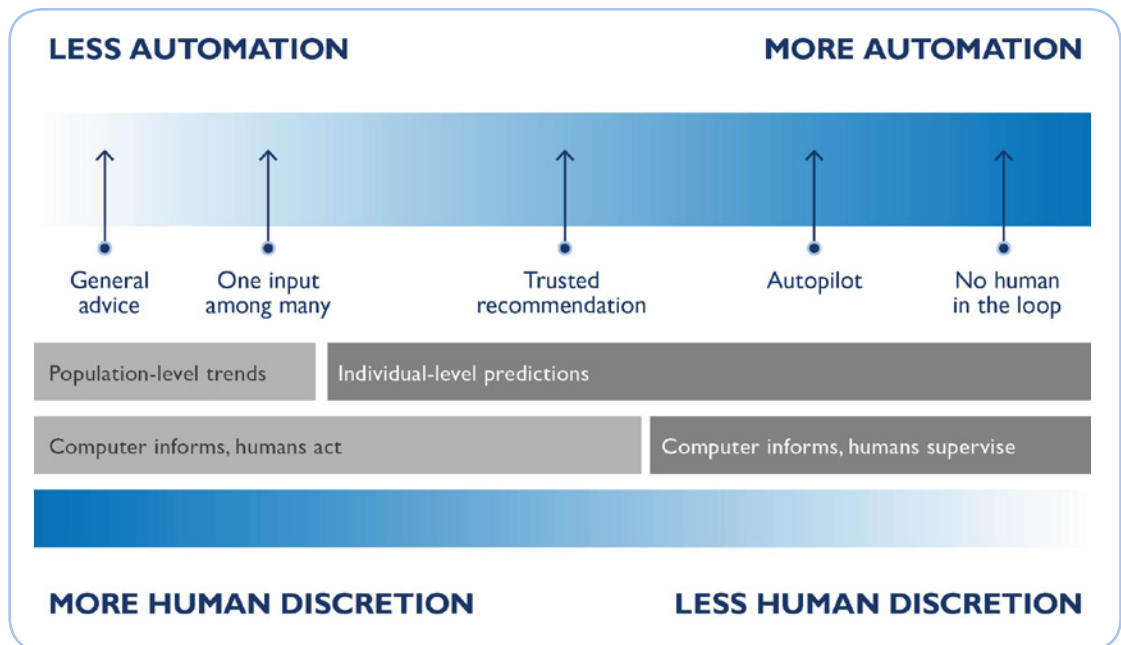 LESS AUTOMATION
MORE AUTOMATION
General
advice
One input
among many
Trusted
recommendation
Autopilot
No human
in the loop
Population-level trends
Individual-level predictions
Computer informs, humans act
Computer informs, humans supervise
MORE HUMAN DISCRETION
LESS HUMAN DISCRETION